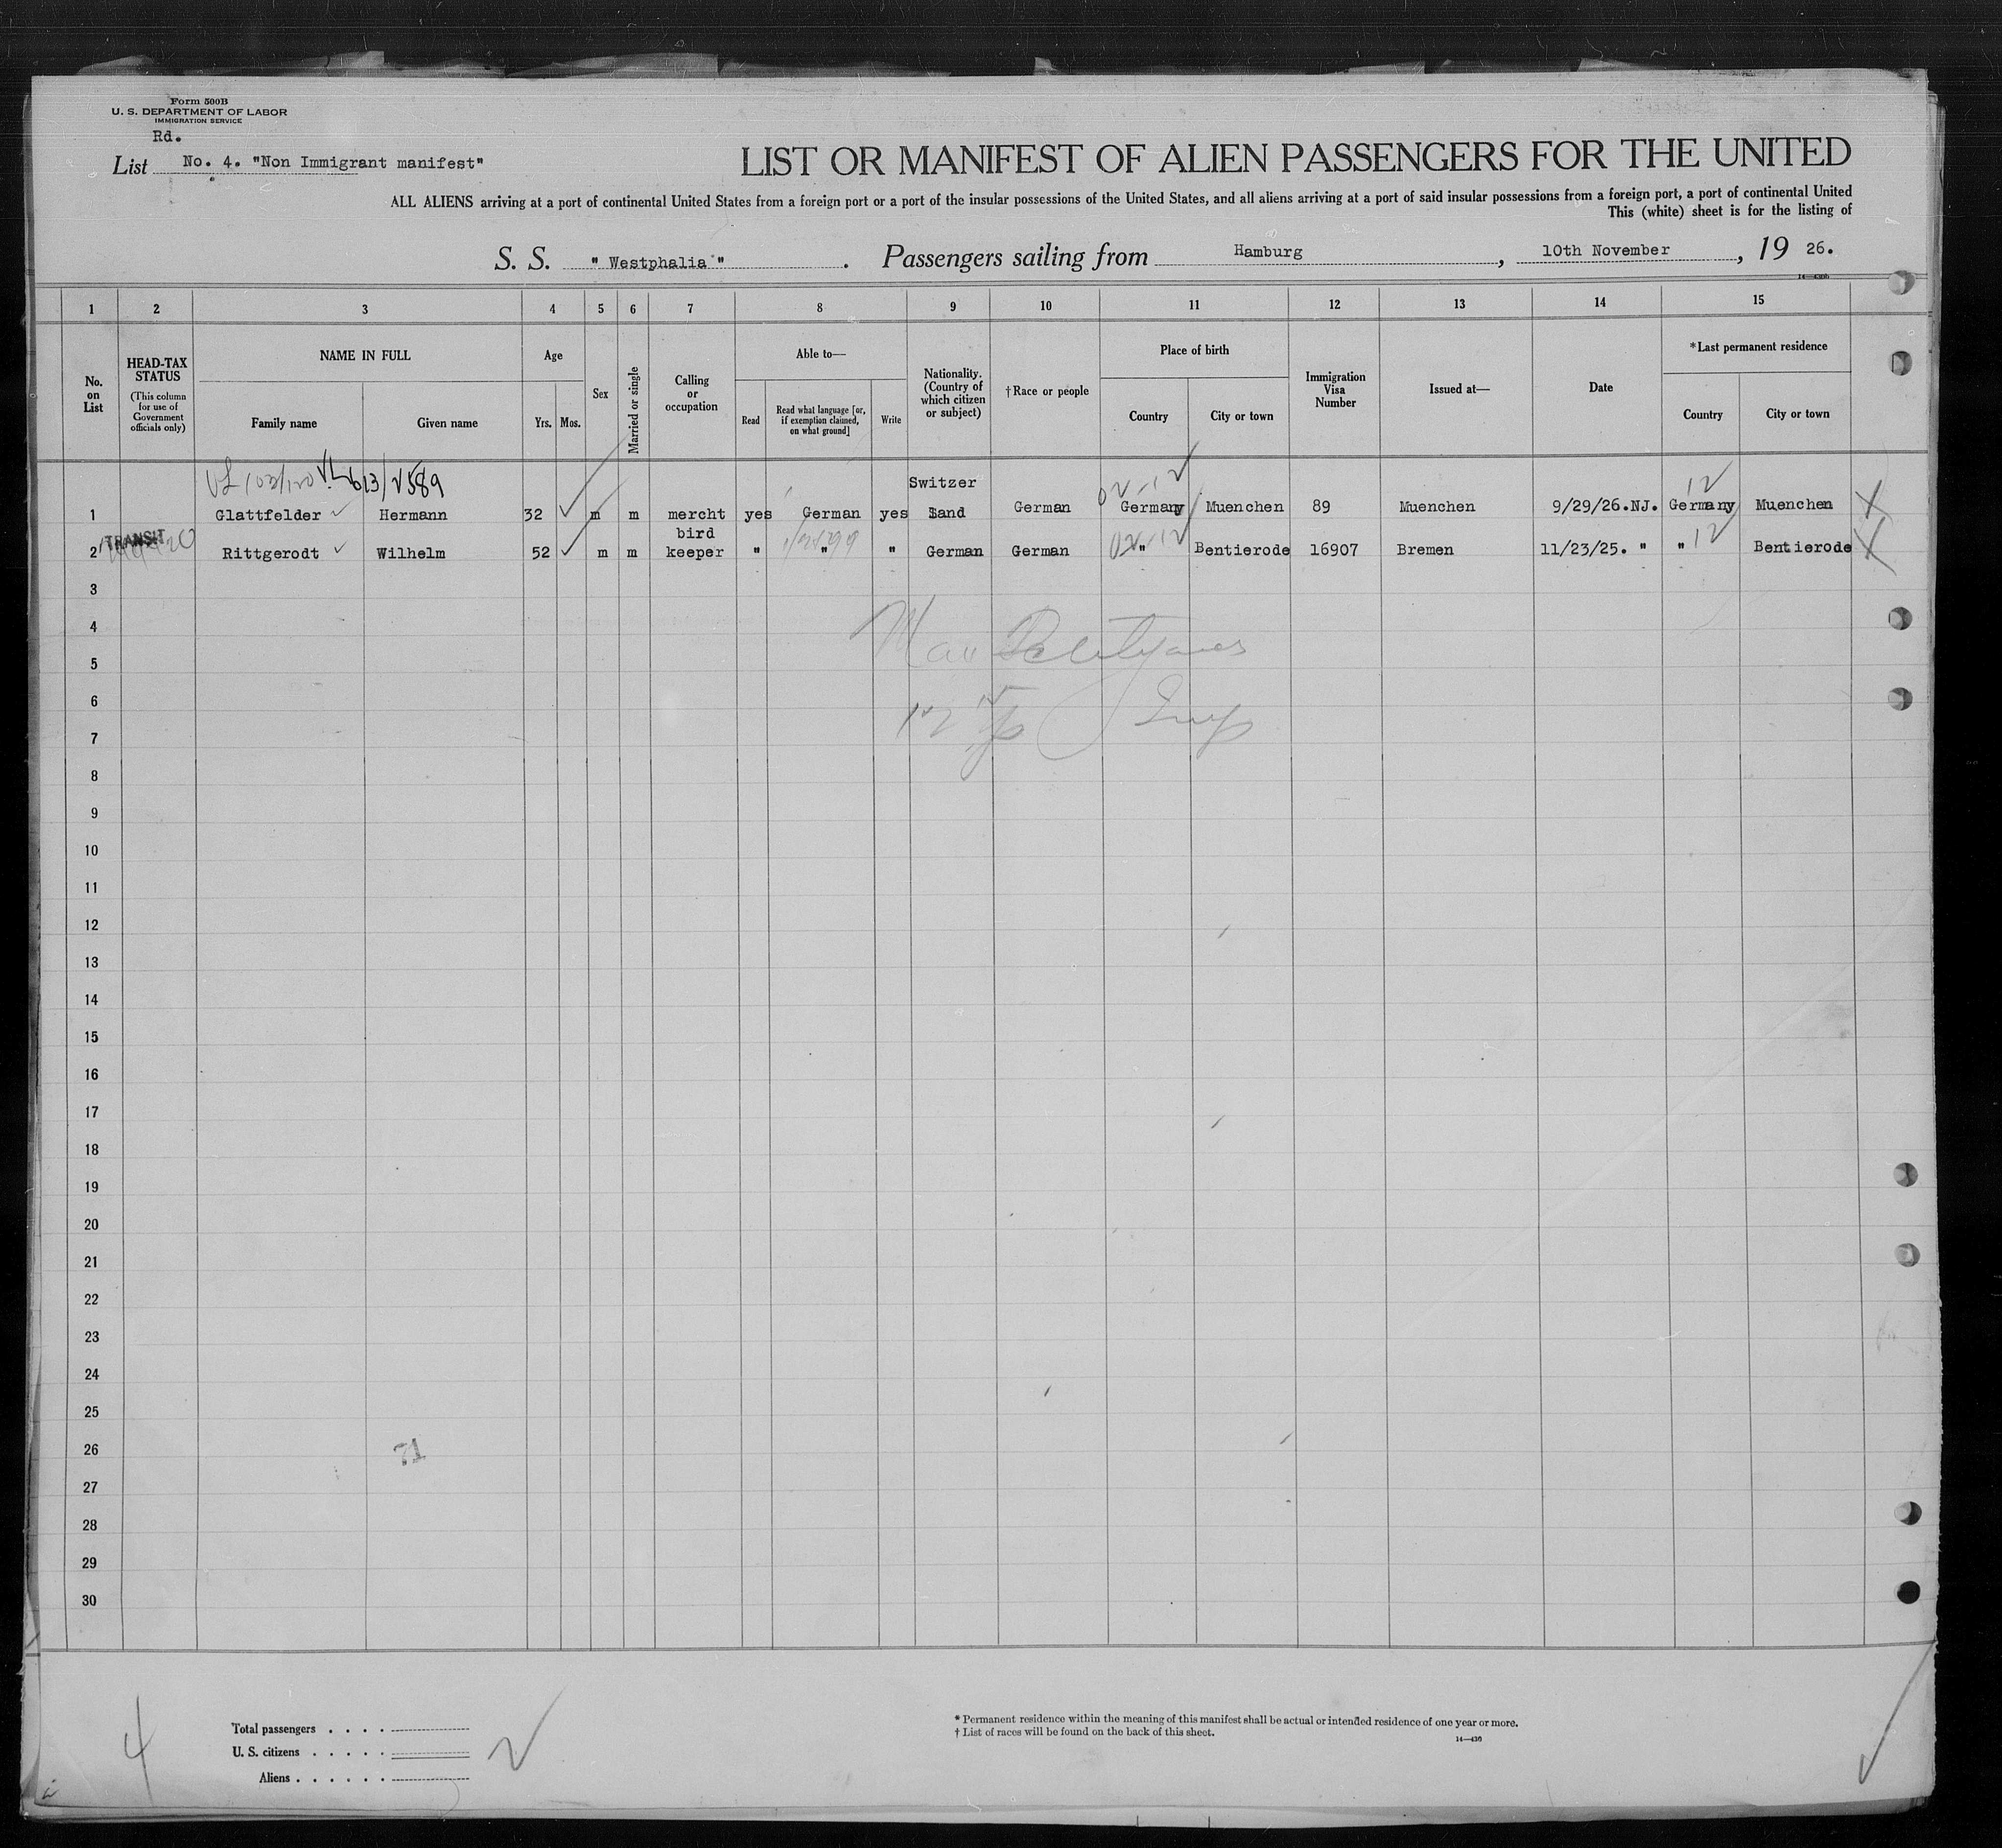 Form 500B
U. S. DEPARTMENT OF LABOR
IMMIGRATION SERVICE
Rd.
List No. 4. "Non Immigrant manifest"
LIST OR MANIFEST OF ALIEN PASSENGERS FOR THE UNITED
ALL ALIENS arriving at a port of continental United States from a foreign port or a port of the insular possessions of the United States, and all aliens arriving at a port of said insular possessions from a foreign port, a port of continental United
This (white) sheet is for the listing of
S. S. " Westphalia " . Passengers sailing from Hamburg , 10th November , 19 26.
1 2 3 4 5 6 7 8 9 10 11 12 13 14 15
No. on List
HEAD-TAX STATUS
(This column for use of Government officials only)
NAME IN FULL
Family name Given name
Age
Yrs. Mos.
Sex
Married or single
Calling or occupation
Able to—
Read
Read what language [or, if exemption claimed, on what ground]
Write
Nationality. (Country of which citizen or subject)
†Race or people
Place of birth
Country City or town
Immigration Visa Number
Issued at—
Date
*Last permanent residence
Country City or town
613/2589
Switzer
02-12 12
1 Glattfelder Hermann 32 m m mercht yes German yes land German Germany Muenchen 89 Muenchen 9/29/26.NJ. Germany Muenchen
TRANSIT
bird
2 Rittgerodt Wilhelm 52 m m keeper " " " German German " Bentierode 16907 Bremen 11/23/25. " " 12 Bentierode
02-12
3
4
5
6
7
8
9
10
11
12
13
14
15
16
17
18
19
20
21
22
23
24
25
26
71
27
28
29
30
4
Total passengers
U. S. citizens
Aliens
* Permanent residence within the meaning of this manifest shall be actual or intended residence of one year or more.
† List of races will be found on the back of this sheet.
14—430